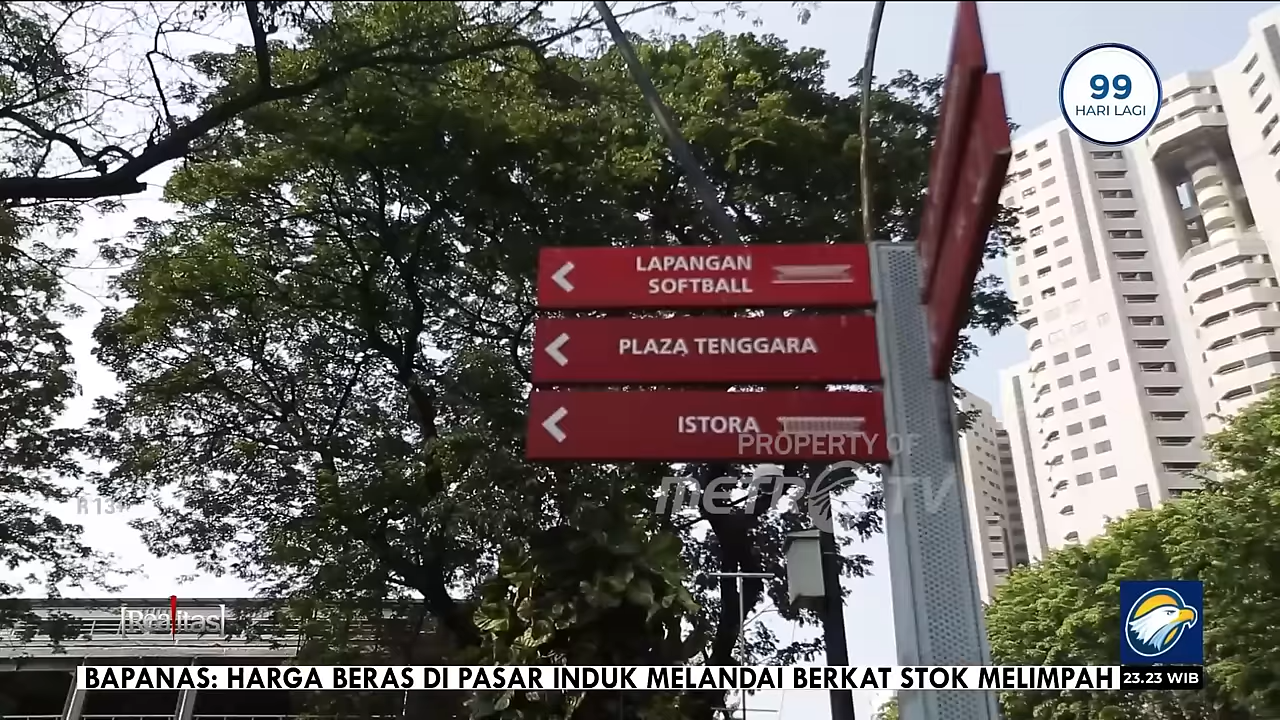 99
HARI LAGI
LAPANGAN
SOFTBALL
PLAZA TENGGARA
ISTORA
PROPERTY OF
METRO TV
Realitas
BAPANAS: HARGA BERAS DI PASAR INDUK MELANDAI BERKAT STOK MELIMPAH
23.23 WIB